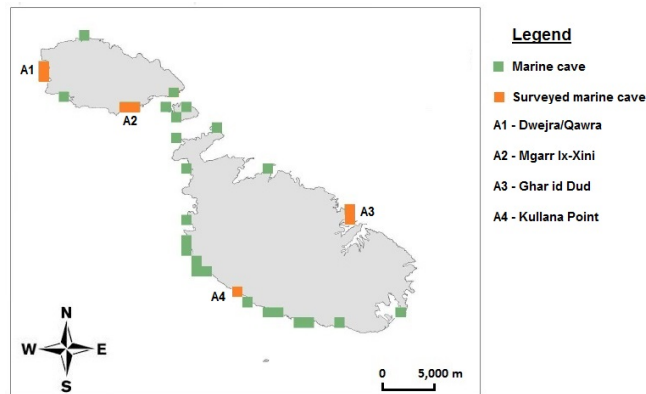 Legend
Marine cave
Surveyed marine cave
A1 - Dwejra/Qawra
A2 - Mgarr Ix-Xini
A3 - Ghar id Dud
A4 - Kullana Point
A1
A2
A3
A4
N
W E
S
0 5,000 m